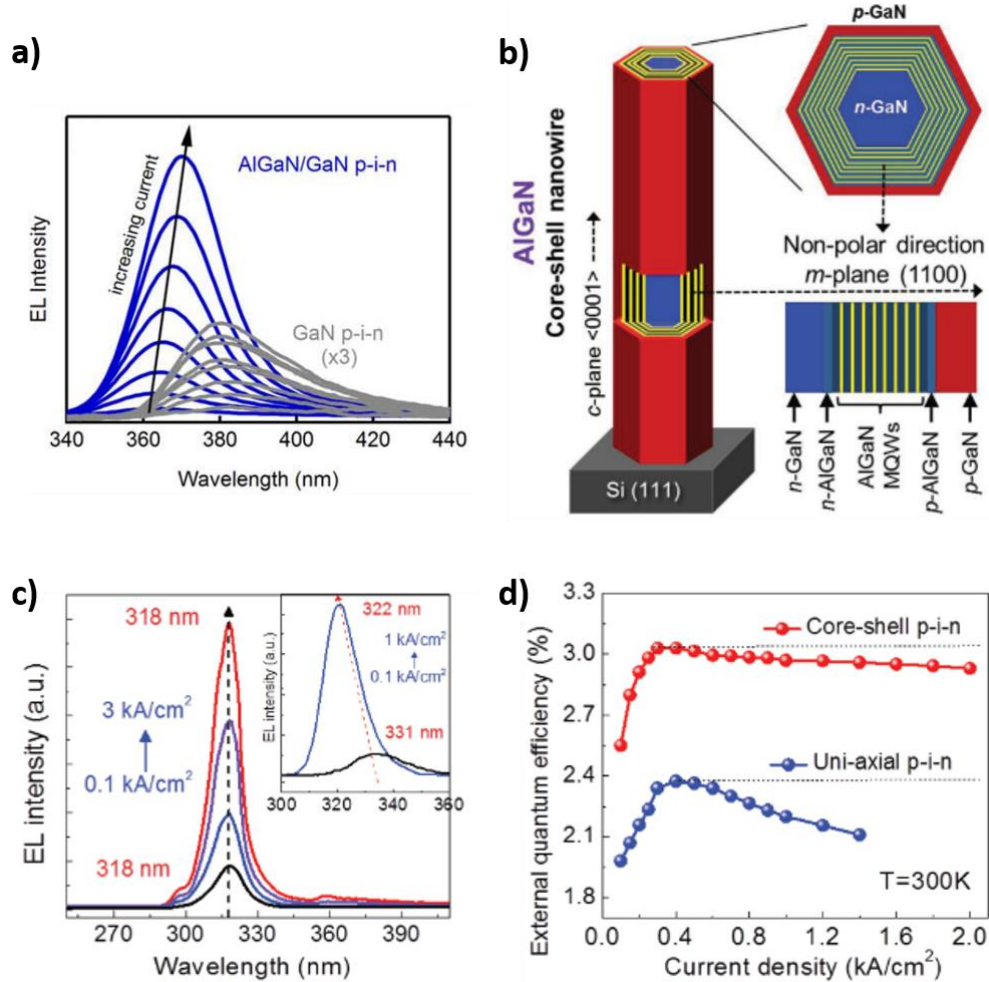 a)
AlGaN/GaN p-i-n
increasing current
GaN p-i-n
(x3)
EL Intensity
340 360 380 400 420 440
Wavelength (nm)
b)
p-GaN
n-GaN
AlGaN
Core-shell nanowire
c-plane <0001>
Non-polar direction
m-plane (1100)
Si (111)
n-GaN
n-AlGaN
AlGaN
MQWs
p-AlGaN
p-GaN
c)
318 nm
3 kA/cm²
0.1 kA/cm²
318 nm
EL intensity (a.u.)
270 300 330 360 390
Wavelength (nm)
322 nm
1 kA/cm²
0.1 kA/cm²
331 nm
EL intensity (a.u.)
300 320 340 360
d)
3.3
3.0
2.7
2.4
2.1
1.8
External quantum efficiency (%)
Core-shell p-i-n
Uni-axial p-i-n
T=300K
0.0 0.4 0.8 1.2 1.6 2.0
Current density (kA/cm²)